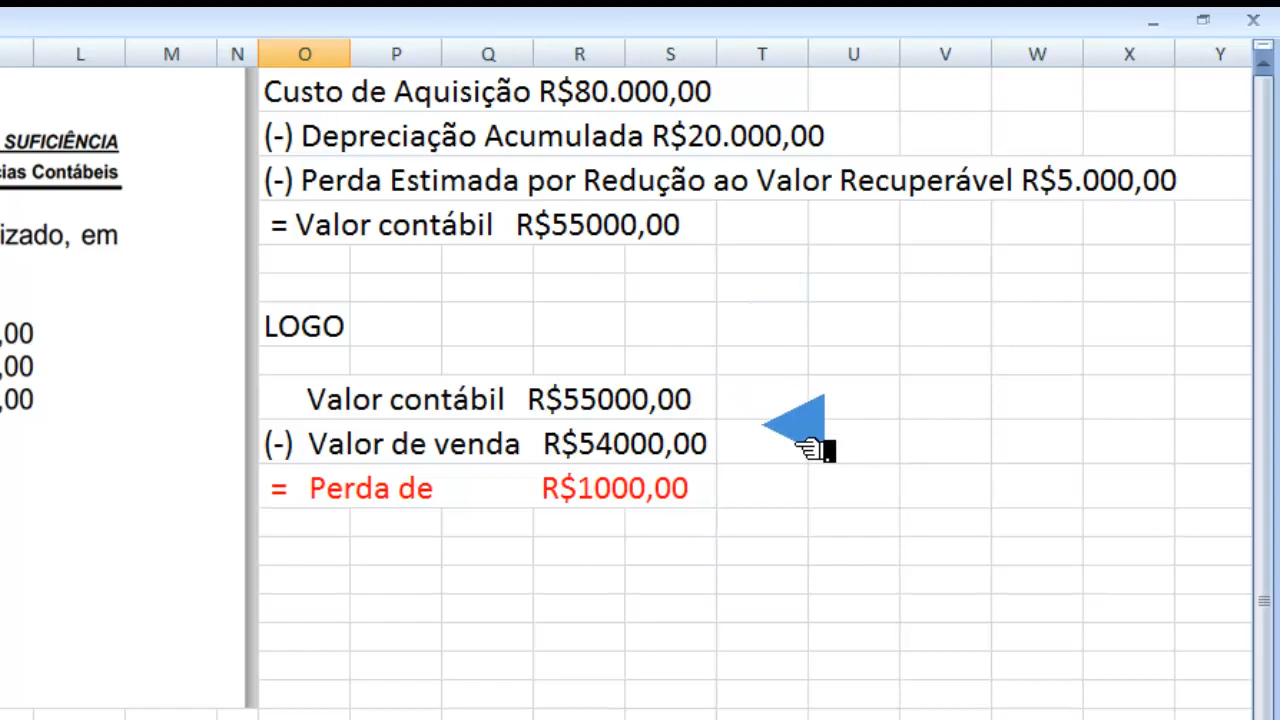 L M N O P Q R S T U V W X Y
SUFICIÊNCIA
Contábeis
em
,00
,00
,00
Custo de Aquisição R$80.000,00
(-) Depreciação Acumulada R$20.000,00
(-) Perda Estimada por Redução ao Valor Recuperável R$5.000,00
= Valor contábil R$55000,00
LOGO
Valor contábil R$55000,00
(-) Valor de venda R$54000,00
= Perda de R$1000,00